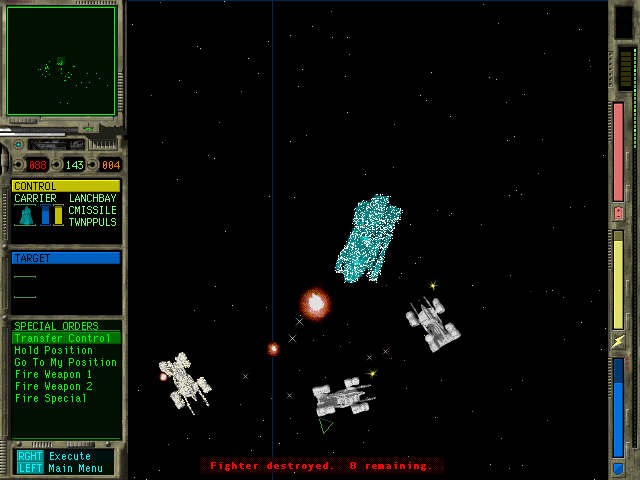 088 143 004
CONTROL
CARRIER LANCHBAY
CMISSILE
TWNPPULS
TARGET
SPECIAL ORDERS
Transfer Control
Hold Position
Go To My Position
Fire Weapon 1
Fire Weapon 2
Fire Special
RGHT Execute
LEFT Main Menu
Fighter destroyed. 8 remaining.